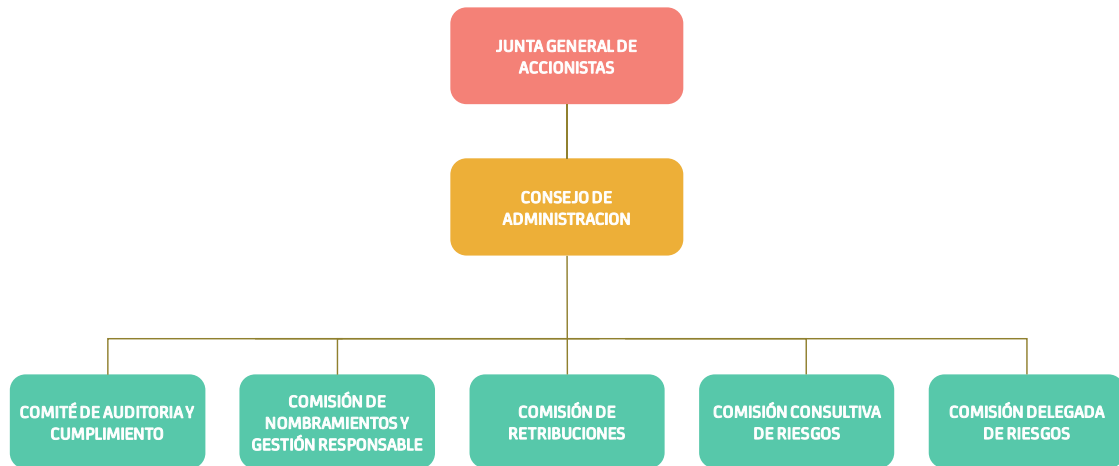 JUNTA GENERAL DE
ACCIONISTAS
CONSEJO DE
ADMINISTRACION
COMITÉ DE AUDITORIA Y
CUMPLIMIENTO
COMISIÓN DE
NOMBRAMIENTOS Y
GESTIÓN RESPONSABLE
COMISIÓN DE
RETRIBUCIONES
COMISIÓN CONSULTIVA
DE RIESGOS
COMISIÓN DELEGADA
DE RIESGOS